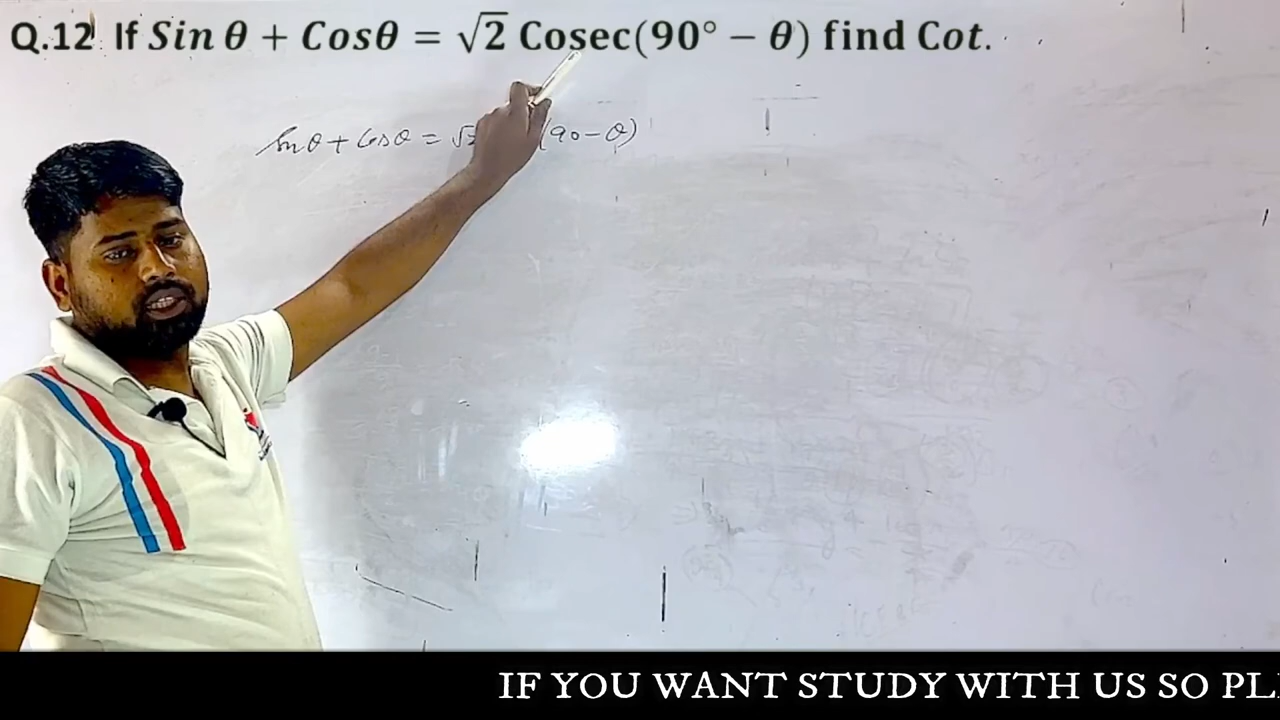 Q.12 If Sin θ + Cosθ = √2 Cosec(90° − θ) find Cot.
Sinθ + Cosθ = √2 (90 − θ)
IF YOU WANT STUDY WITH US SO PL